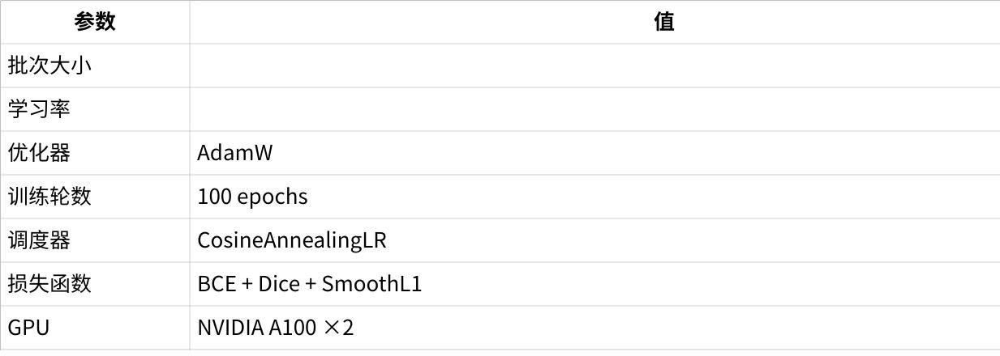 参数 值
批次大小
学习率
优化器 AdamW
训练轮数 100 epochs
调度器 CosineAnnealingLR
损失函数 BCE + Dice + SmoothL1
GPU NVIDIA A100 ×2